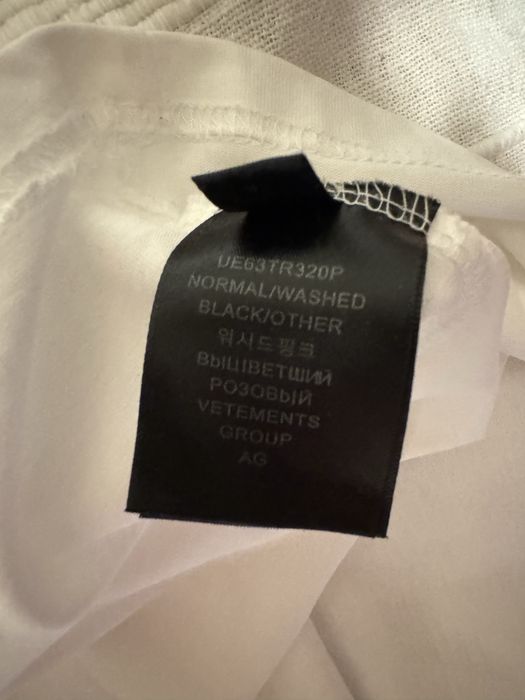 UE63TR320P
NORMAL/WASHED
BLACK/OTHER
워시드핑크
ВЫЦВЕТШИЙ
РОЗОВЫЙ
VETEMENTS
GROUP
AG